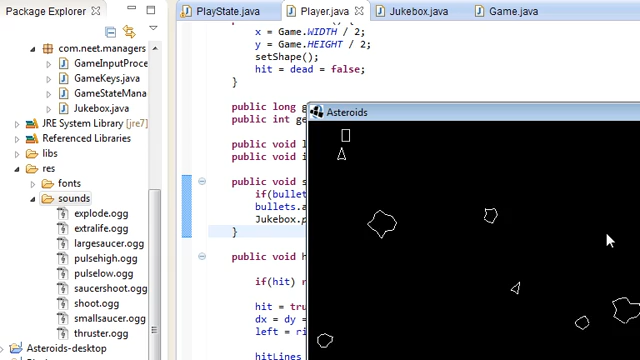 Package Explorer
com.neet.managers
GameInputProce
GameKeys.java
GameStateMana
Jukebox.java
JRE System Library [jre7]
Referenced Libraries
libs
res
fonts
sounds
explode.ogg
extralife.ogg
largesaucer.ogg
pulsehigh.ogg
pulselow.ogg
saucershoot.ogg
shoot.ogg
smallsaucer.ogg
thruster.ogg
Asteroids-desktop
PlayState.java
Player.java
Jukebox.java
Game.java
x = Game.WIDTH / 2;
y = Game.HEIGHT / 2;
setShape();
hit = dead = false;
}
public long g
public int ge
public void l
public void i
public void s
if(bullet
bullets.a
Jukebox.p
}
public void h
if(hit) r
hit = tru
dx = dy =
left = ri
hitLines
Asteroids